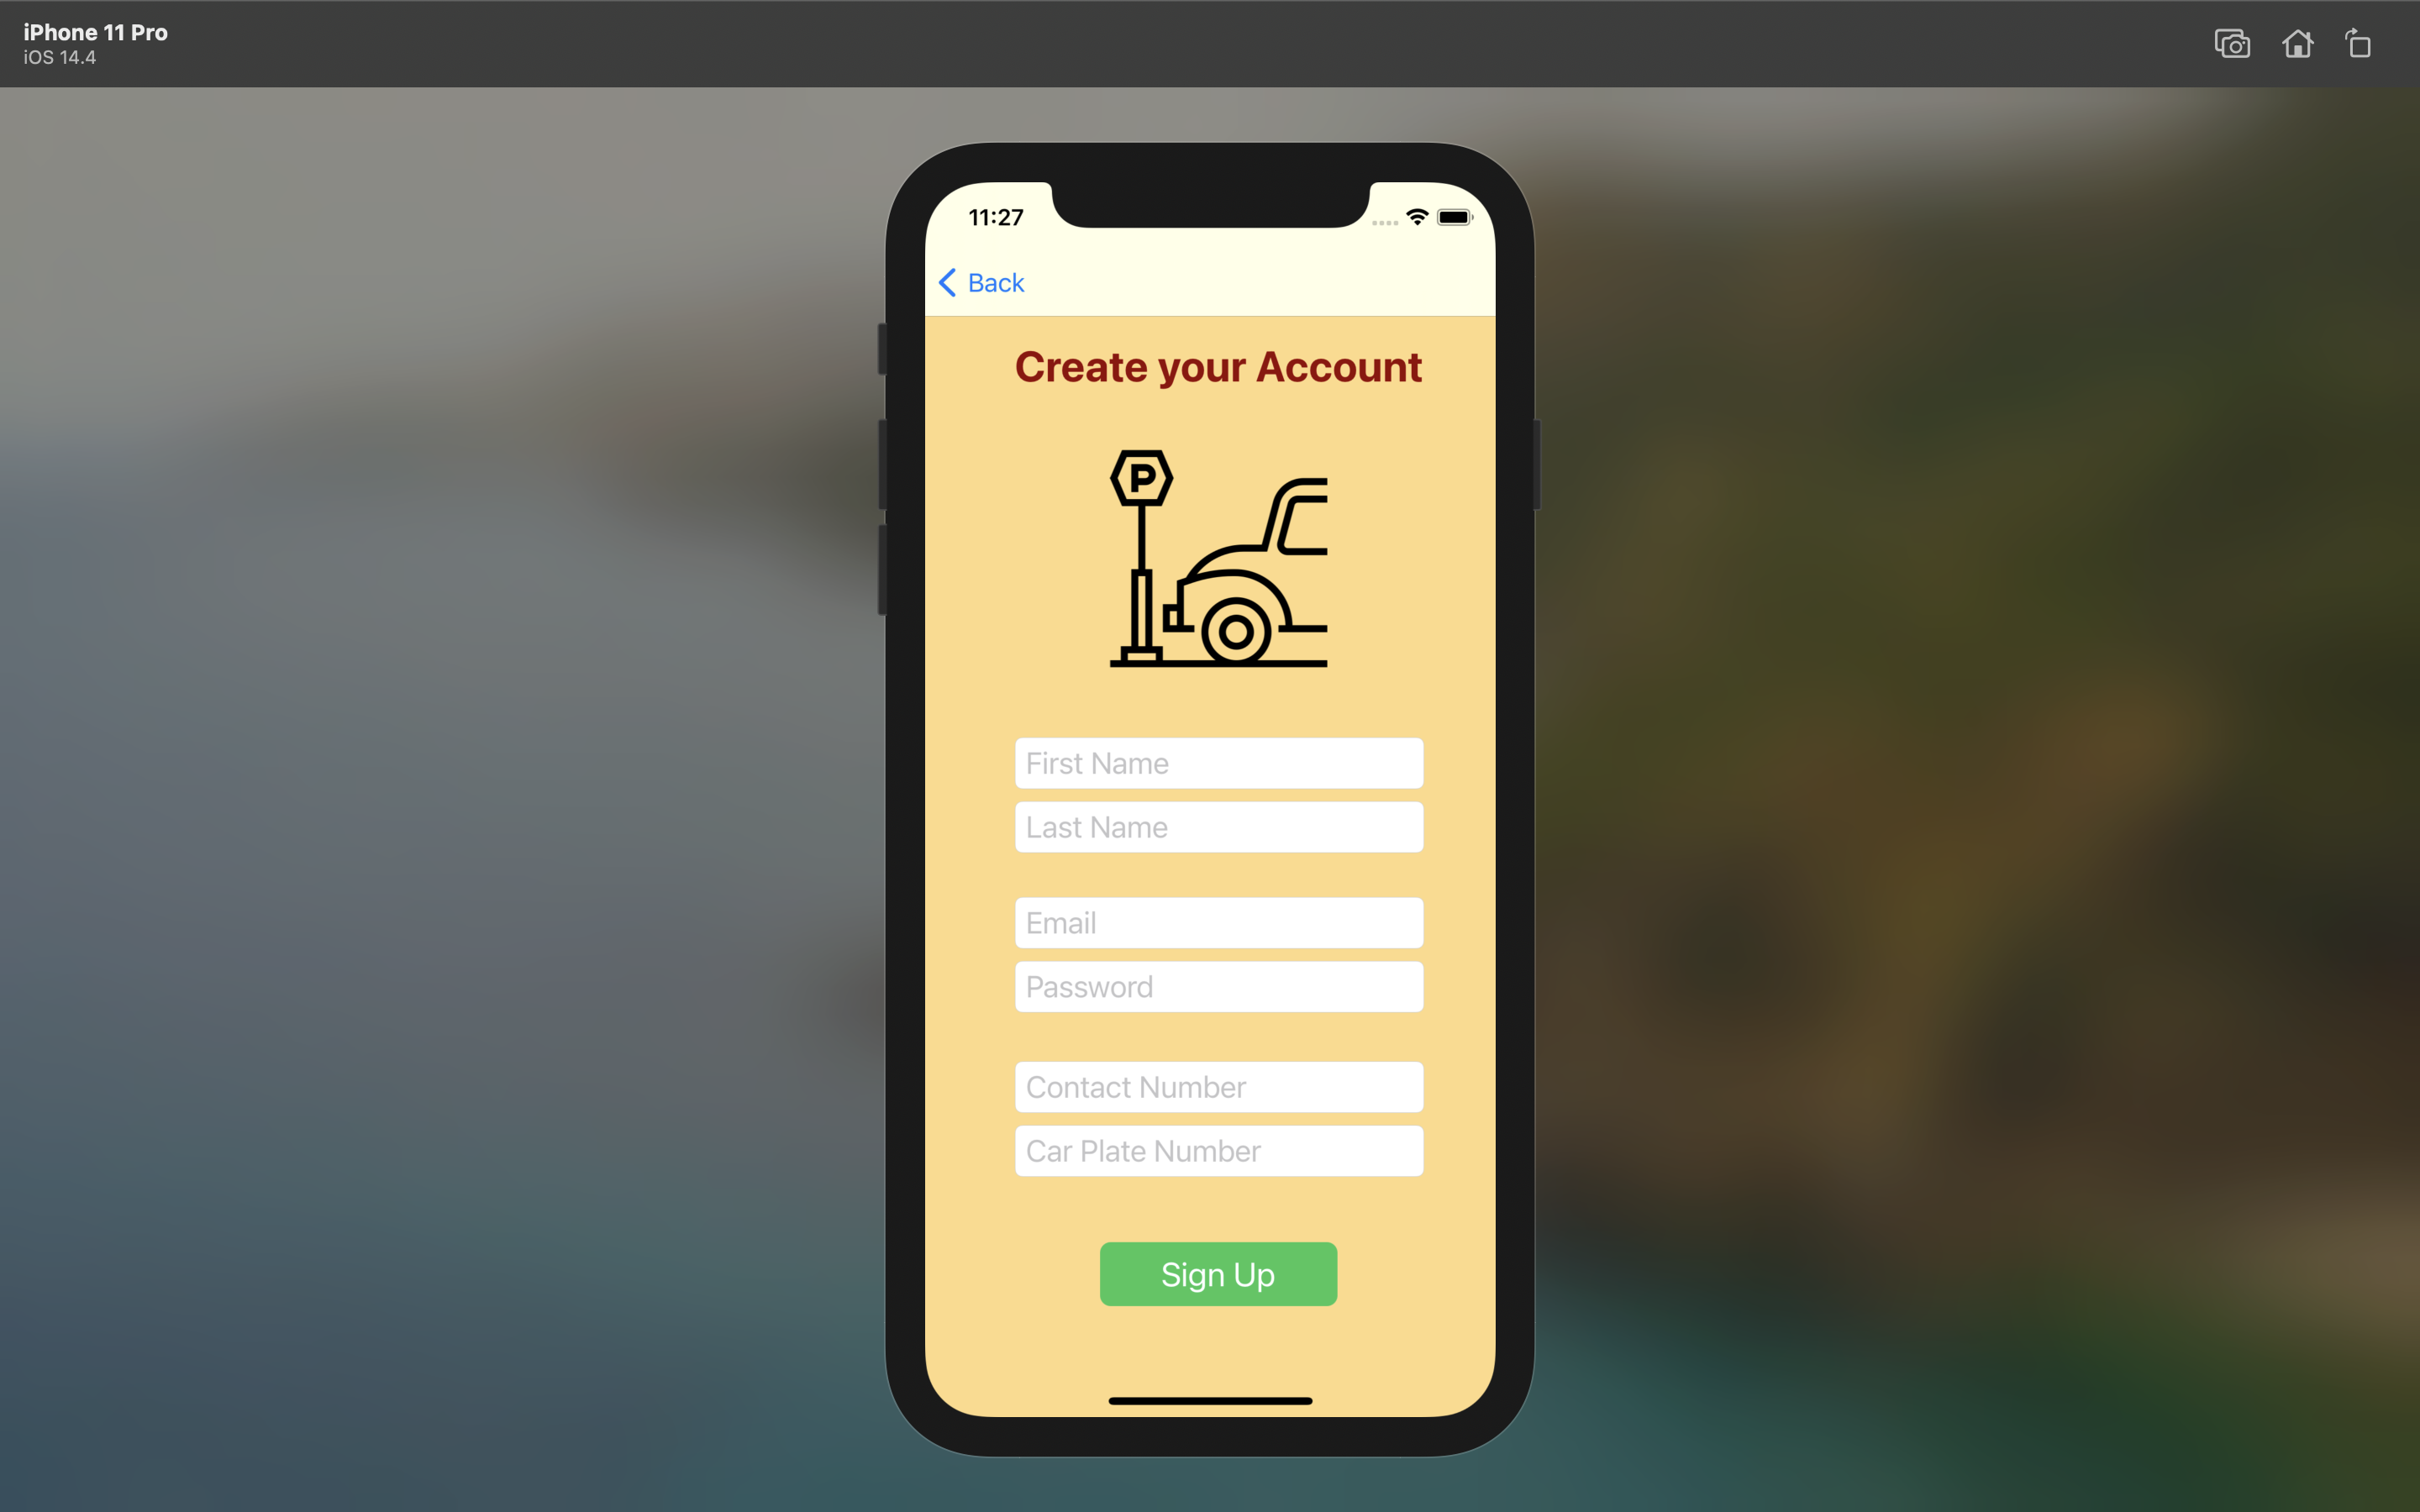 iPhone 11 Pro
iOS 14.4
11:27
Back
Create your Account
P
First Name
Last Name
Email
Password
Contact Number
Car Plate Number
Sign Up